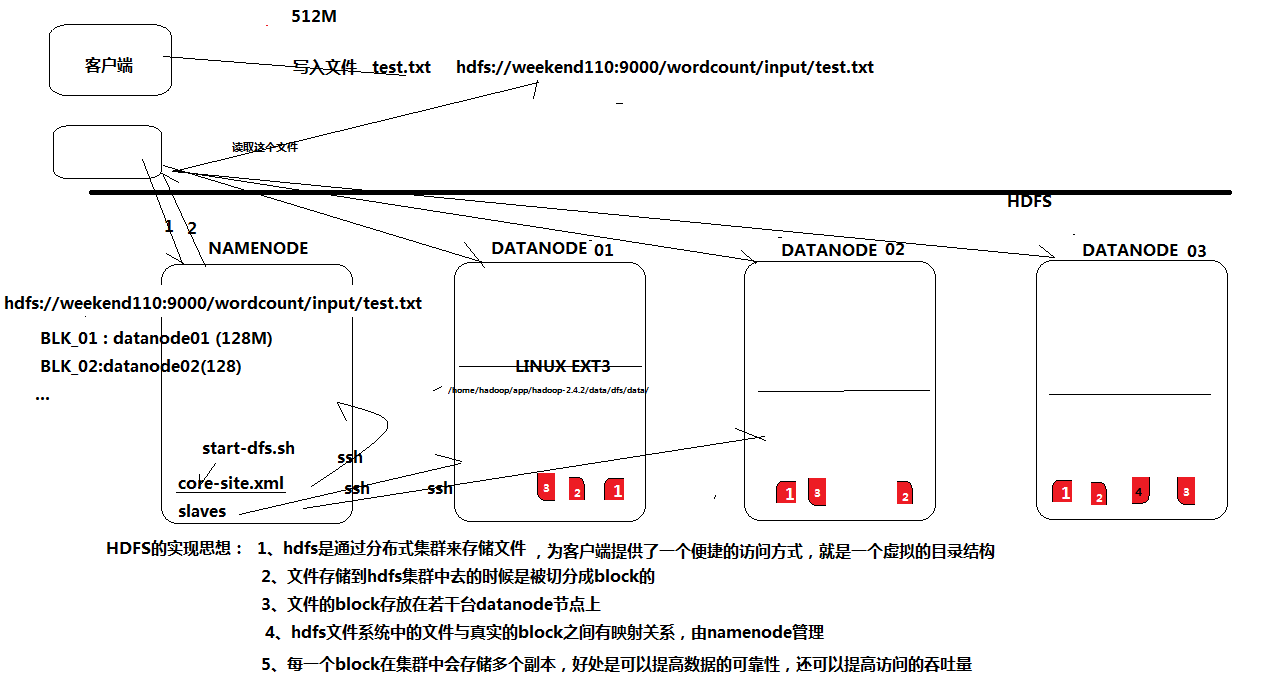 512M
客户端
写入文件 test.txt hdfs://weekend110:9000/wordcount/input/test.txt
读取这个文件
HDFS
1 2
NAMENODE
DATANODE 01
DATANODE 02
DATANODE 03
hdfs://weekend110:9000/wordcount/input/test.txt
BLK_01：datanode01 (128M)
BLK_02:datanode02(128)
...
LINUX EXT3
/home/hadoop/app/hadoop-2.4.2/data/dfs/data/
start-dfs.sh
ssh
core-site.xml
ssh ssh
slaves
3 2 1
1 3 2
1 2 4 3
HDFS的实现思想： 1、hdfs是通过分布式集群来存储文件 ，为客户端提供了一个便捷的访问方式，就是一个虚拟的目录结构
2、文件存储到hdfs集群中去的时候是被切分成block的
3、文件的block存放在若干台datanode节点上
4、hdfs文件系统中的文件与真实的block之间有映射关系，由namenode管理
5、每一个block在集群中会存储多个副本，好处是可以提高数据的可靠性，还可以提高访问的吞吐量